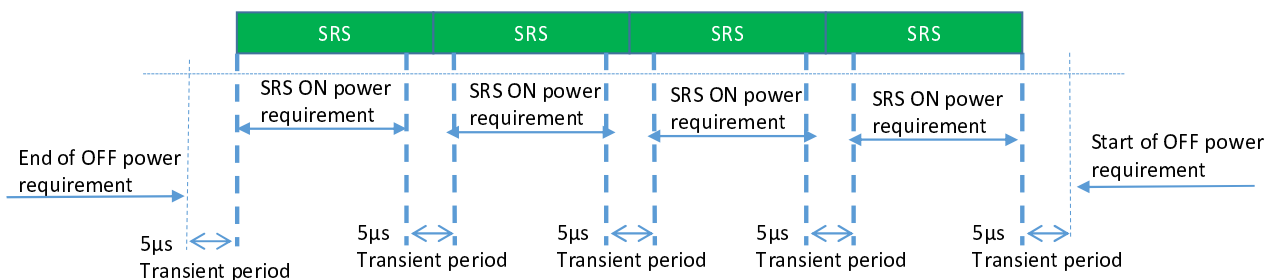 SRS SRS SRS SRS
SRS ON power
requirement
SRS ON power
requirement
SRS ON power
requirement
SRS ON power
requirement
End of OFF power
requirement
Start of OFF power
requirement
5µs
Transient period
5µs
Transient period
5µs
Transient period
5µs
Transient period
5µs
Transient period